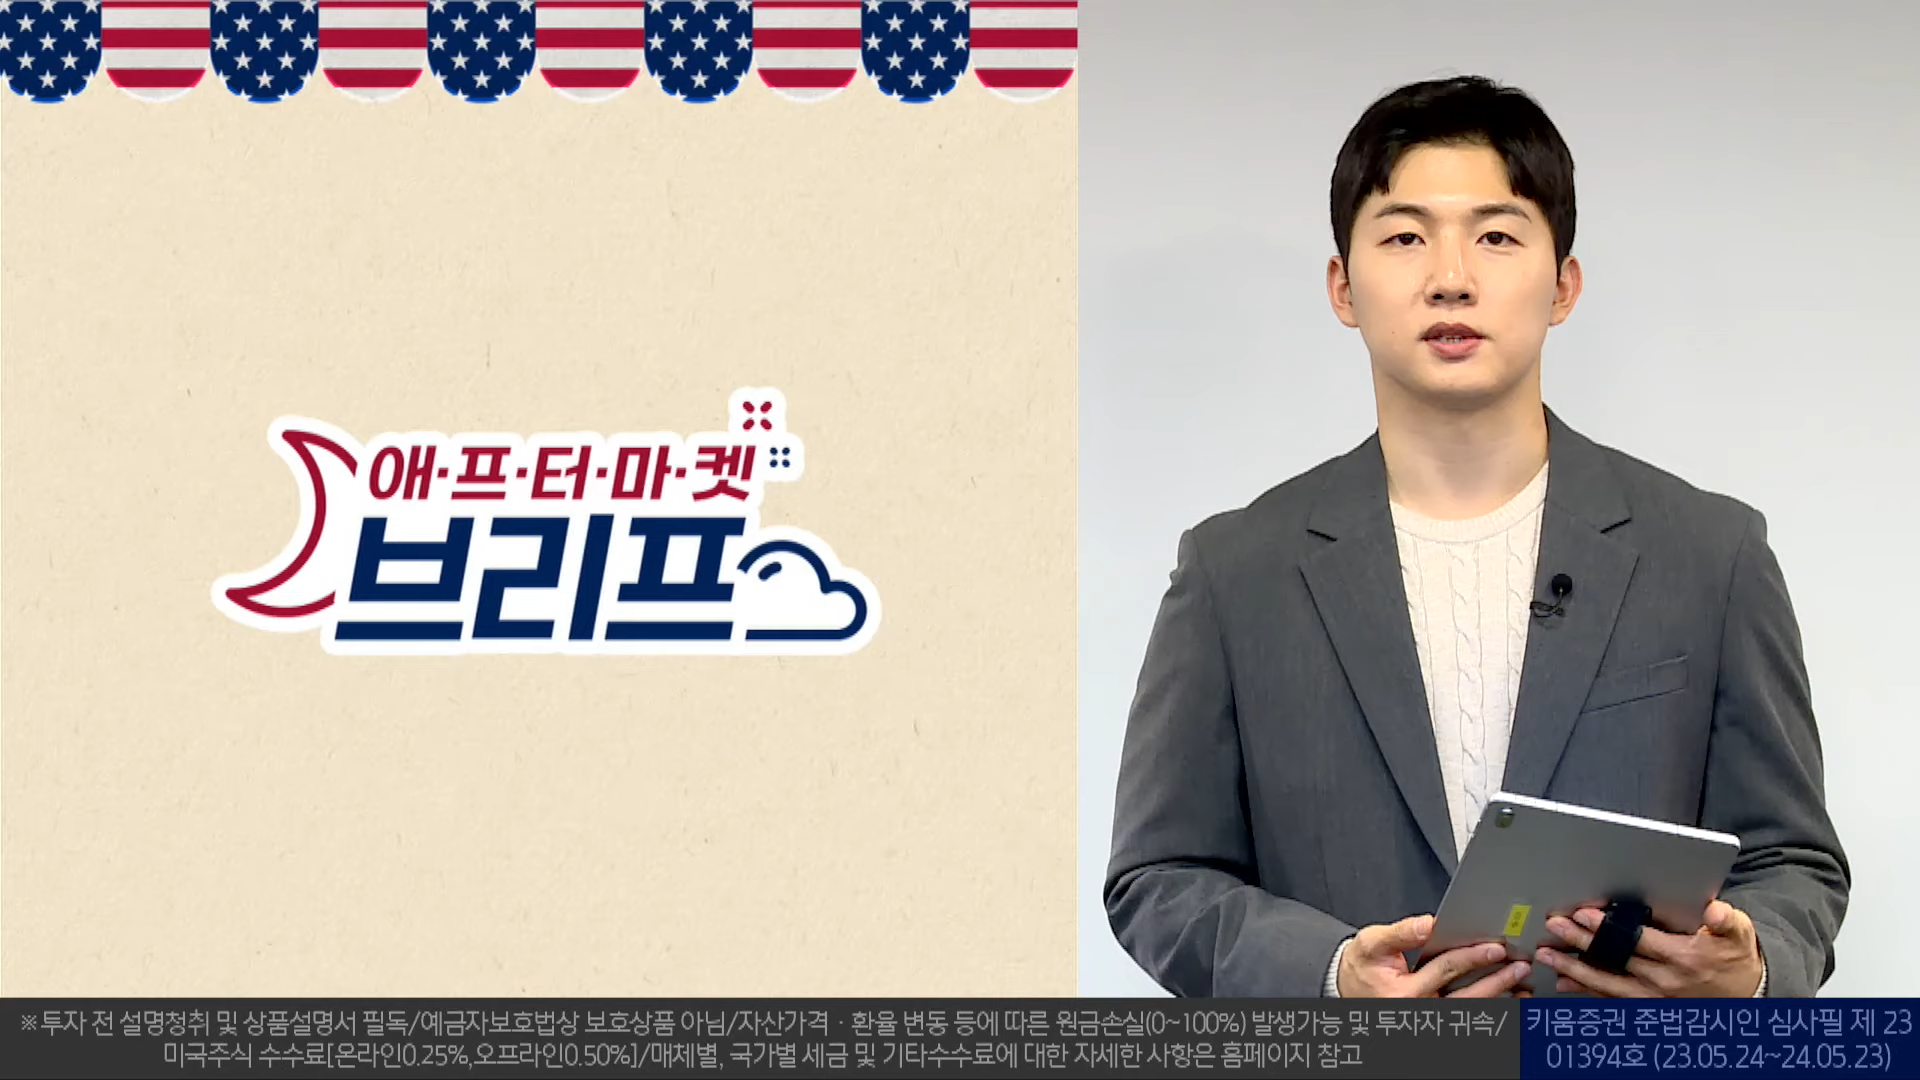 애·프·터·마·켓
브리프
※투자 전 설명청취 및 상품설명서 필독/예금자보호법상 보호상품 아님/자산가격 · 환율 변동 등에 따른 원금손실(0~100%) 발생가능 및 투자자 귀속/
미국주식 수수료[온라인0.25%,오프라인0.50%]/매체별, 국가별 세금 및 기타수수료에 대한 자세한 사항은 홈페이지 참고
키움증권 준법감시인 심사필 제 23
01394호 (23.05.24~24.05.23)